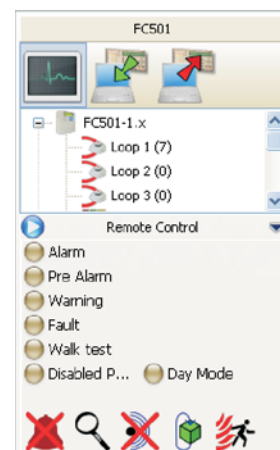 FC501
FC501-1.x
Loop 1 (7)
Loop 2 (0)
Loop 3 (0)
Remote Control
Alarm
Pre Alarm
Warning
Fault
Walk test
Disabled P... Day Mode